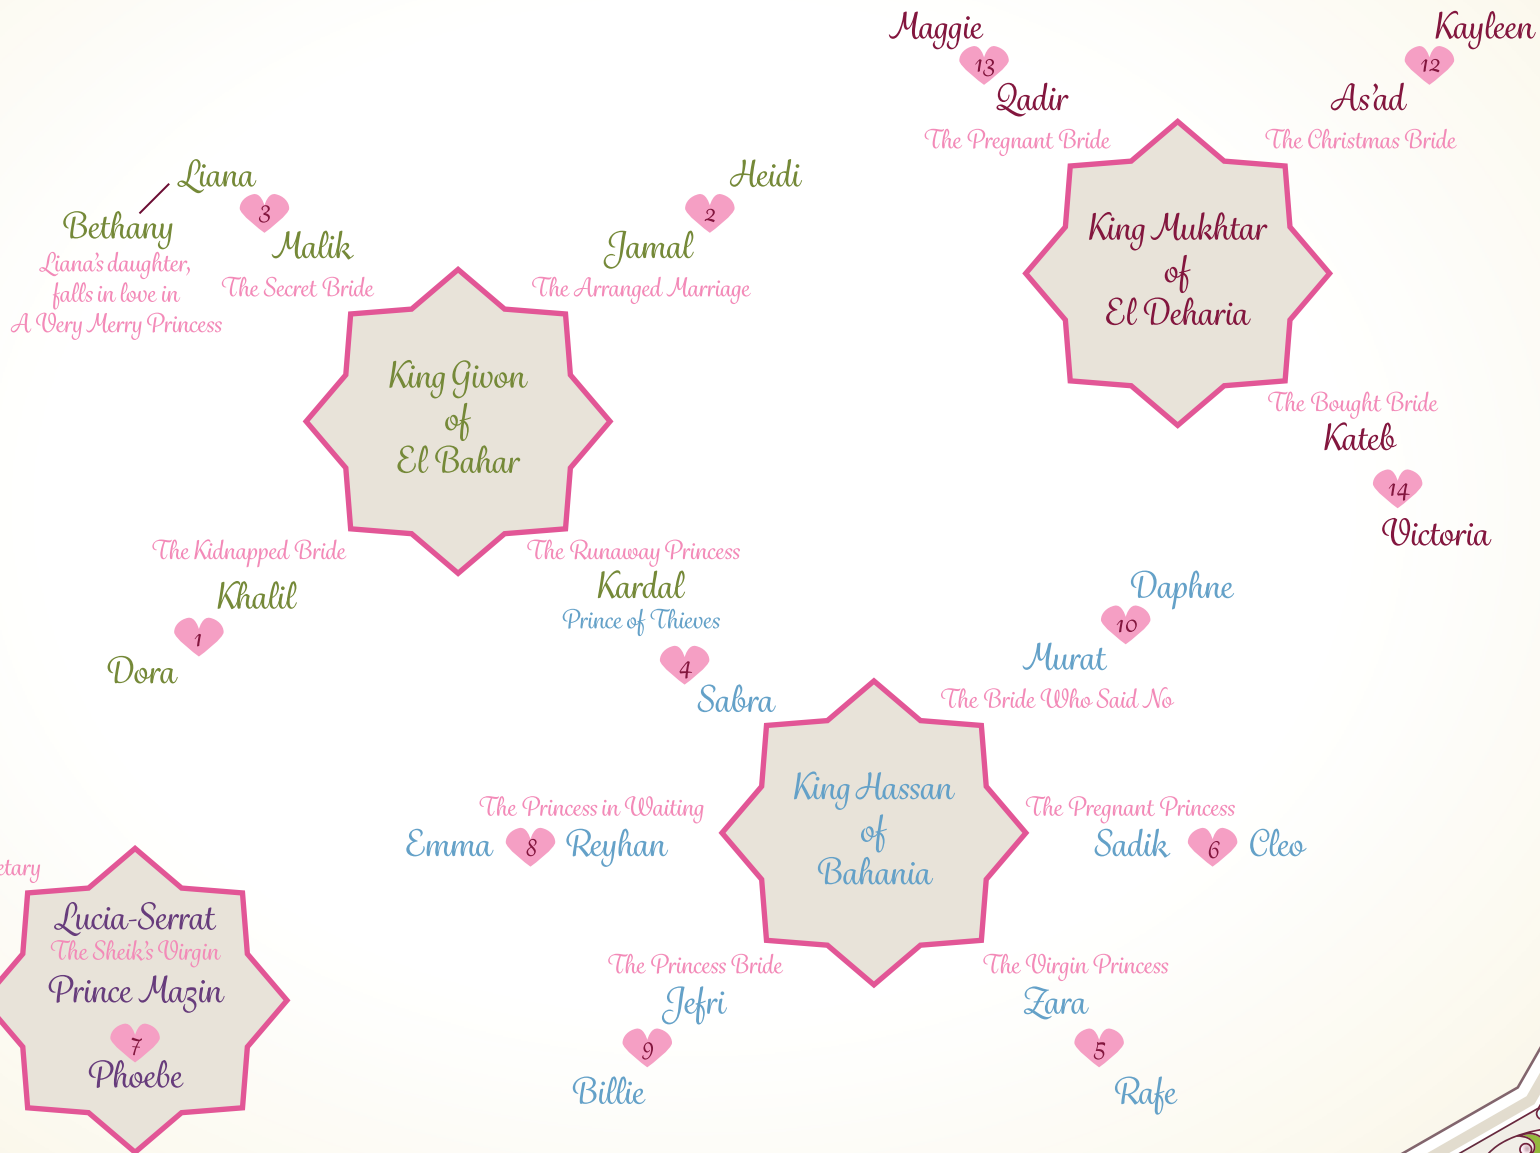 Maggie
13
Qadir
The Pregnant Bride
Kayleen
12
As'ad
The Christmas Bride
King Mukhtar
of
El Deharia
The Bought Bride
Kateb
14
Victoria
Liana
3
Malik
The Secret Bride
Bethany
Liana's daughter,
falls in love in
A Very Merry Princess
Heidi
2
Jamal
The Arranged Marriage
King Givon
of
El Bahar
The Kidnapped Bride
Khalil
1
Dora
The Runaway Princess
Kardal
Prince of Thieves
4
Sabra
Daphne
10
Murat
The Bride Who Said No
King Hassan
of
Bahania
The Princess in Waiting
Emma 8 Reyhan
The Pregnant Princess
Sadik 6 Cleo
The Princess Bride
Jefri
9
Billie
The Virgin Princess
Zara
5
Rafe
etary
Lucia-Serrat
The Sheik's Virgin
Prince Mazin
7
Phoebe